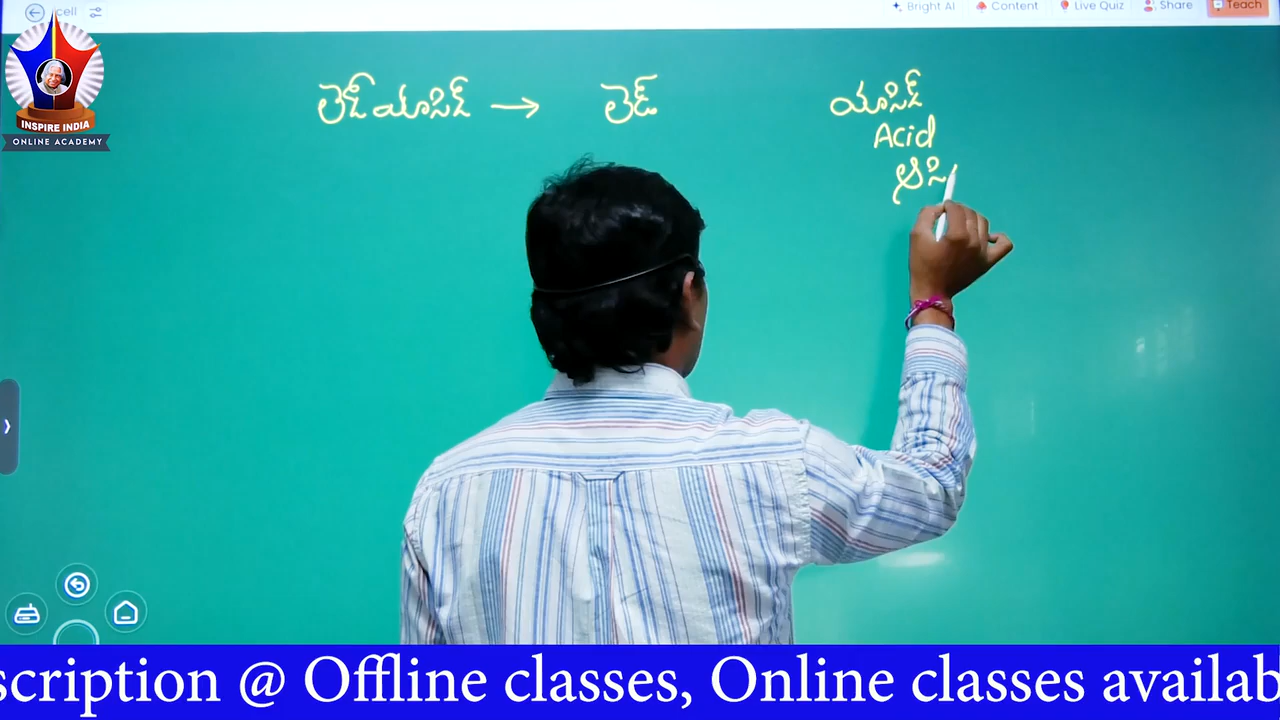 cell
Bright AI Content Live Quiz Share Teach
INSPIRE INDIA
ONLINE ACADEMY
లెడ్ యాసిడ్ → లెడ్ యాసిడ్
Acid
ఆసి
scription @ Offline classes, Online classes availab